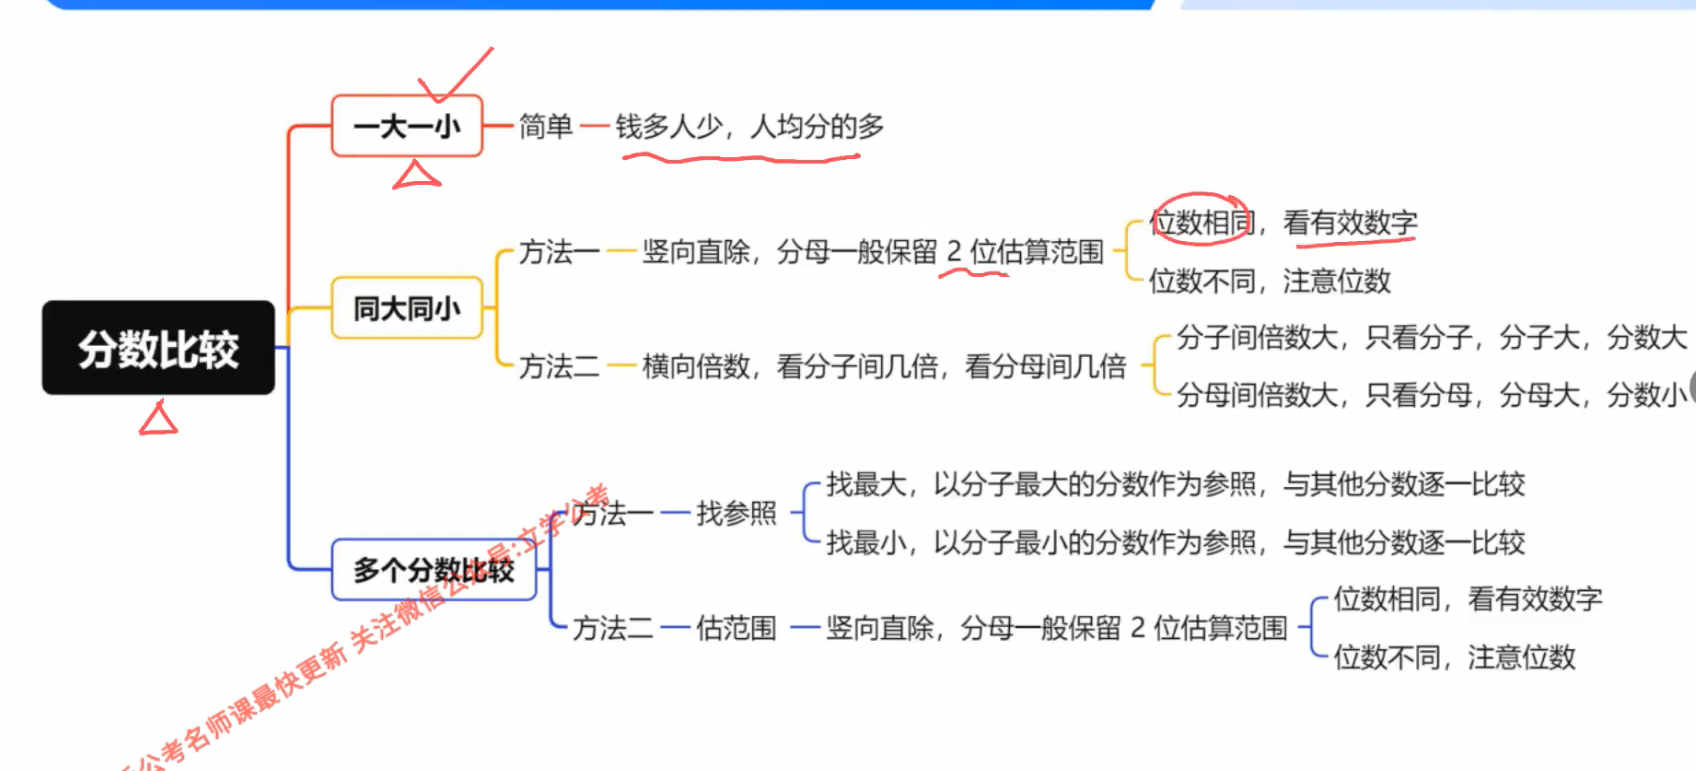 一大一小
简单
钱多人少，人均分的多
分数比较
同大同小
方法一
竖向直除，分母一般保留 2 位估算范围
位数相同，看有效数字
位数不同，注意位数
方法二
横向倍数，看分子间几倍，看分母间几倍
分子间倍数大，只看分子，分子大，分数大
分母间倍数大，只看分母，分母大，分数小
多个分数比较
方法一
找参照
找最大，以分子最大的分数作为参照，与其他分数逐一比较
找最小，以分子最小的分数作为参照，与其他分数逐一比较
方法二
估范围
竖向直除，分母一般保留 2 位估算范围
位数相同，看有效数字
位数不同，注意位数
公考名师课最快更新 关注微信公众号:立学公考